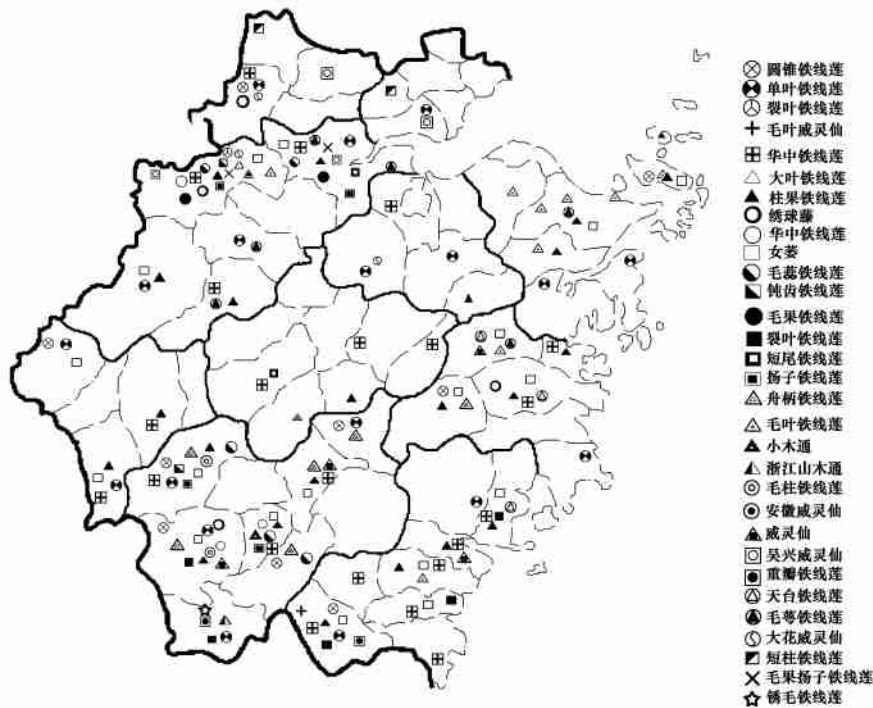 圆锥铁线莲
单叶铁线莲
裂叶铁线莲
毛叶威灵仙
华中铁线莲
大叶铁线莲
柱果铁线莲
绣球藤
华中铁线莲
女萎
毛蕊铁线莲
钝齿铁线莲
毛果铁线莲
裂叶铁线莲
短尾铁线莲
扬子铁线莲
舟柄铁线莲
毛叶铁线莲
小木通
浙江山木通
毛柱铁线莲
安徽威灵仙
威灵仙
吴兴威灵仙
重瓣铁线莲
天台铁线莲
毛萼铁线莲
大花威灵仙
短柱铁线莲
毛果扬子铁线莲
锈毛铁线莲